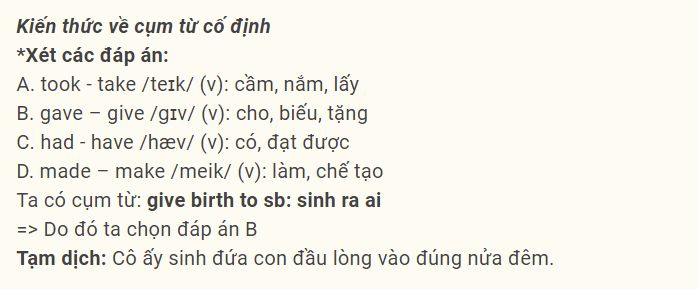 Kiến thức về cụm từ cố định
*Xét các đáp án:
A. took - take /teɪk/ (v): cầm, nắm, lấy
B. gave – give /gɪv/ (v): cho, biếu, tặng
C. had - have /hæv/ (v): có, đạt được
D. made – make /meik/ (v): làm, chế tạo
Ta có cụm từ: give birth to sb: sinh ra ai
=> Do đó ta chọn đáp án B
Tạm dịch: Cô ấy sinh đứa con đầu lòng vào đúng nửa đêm.